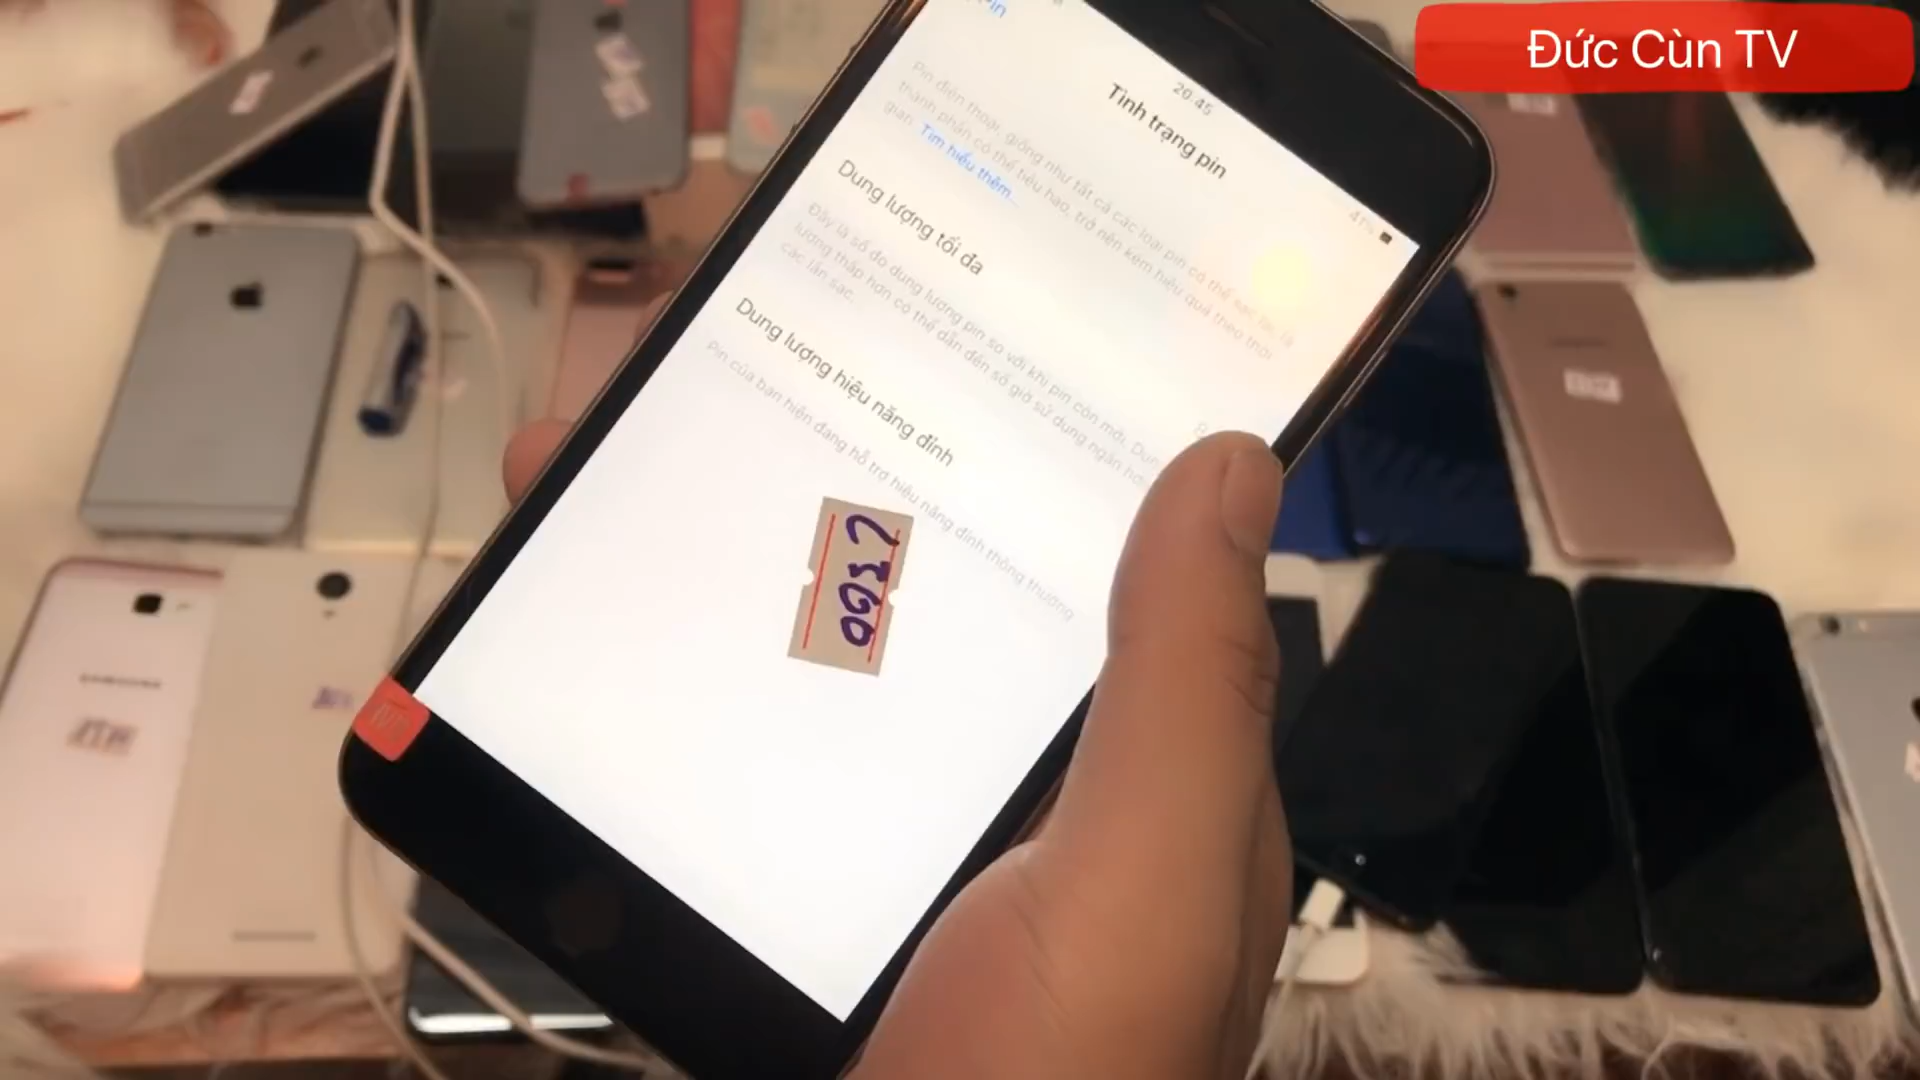 Đức Cùn TV
Pin
20:45
Tình trạng pin
Pin điện thoại, giống như tất cả các loại pin có thể sạc lại, là
thành phần có thể tiêu hao, trở nên kém hiệu quả theo thời
gian. Tìm hiểu thêm...
Dung lượng tối đa
Đây là số đo dung lượng pin so với khi pin còn mới. Dung
lượng thấp hơn có thể dẫn đến số giờ sử dụng ngắn hơn
các lần sạc.
Dung lượng hiệu năng đỉnh
Pin của bạn hiện đang hỗ trợ hiệu năng đỉnh thông thường
SAMSUNG